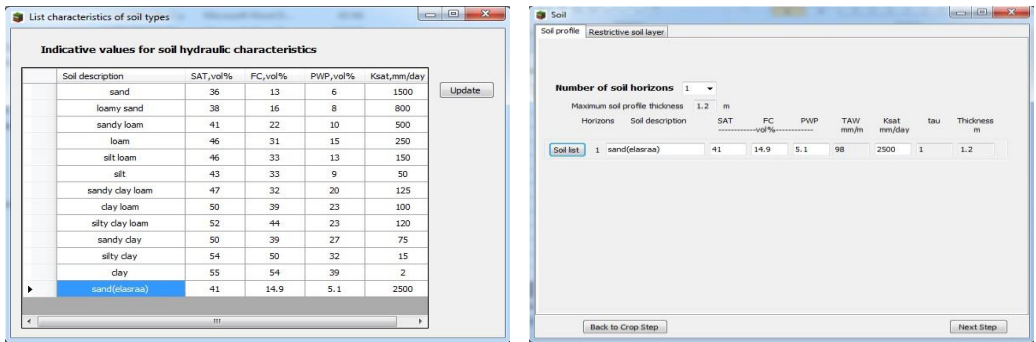 List characteristics of soil types
Indicative values for soil hydraulic characteristics
Soil description SAT,vol% FC,vol% PWP,vol% Ksat,mm/day
sand 36 13 6 1500
loamy sand 38 16 8 800
sandy loam 41 22 10 500
loam 46 31 15 250
silt loam 46 33 13 150
silt 43 33 9 50
sandy clay loam 47 32 20 125
clay loam 50 39 23 100
silty clay loam 52 44 23 120
sandy clay 50 39 27 75
silty clay 54 50 32 15
clay 55 54 39 2
sand(elasraa) 41 14.9 5.1 2500
Update
Soil
Soil profile Restrictive soil layer
Number of soil horizons 1
Maximum soil profile thickness 1.2 m
Horizons Soil description SAT FC PWP TAW Ksat tau Thickness
------------vol%------------ mm/m mm/day m
Soil list 1 sand(elasraa) 41 14.9 5.1 98 2500 1 1.2
Back to Crop Step Next Step